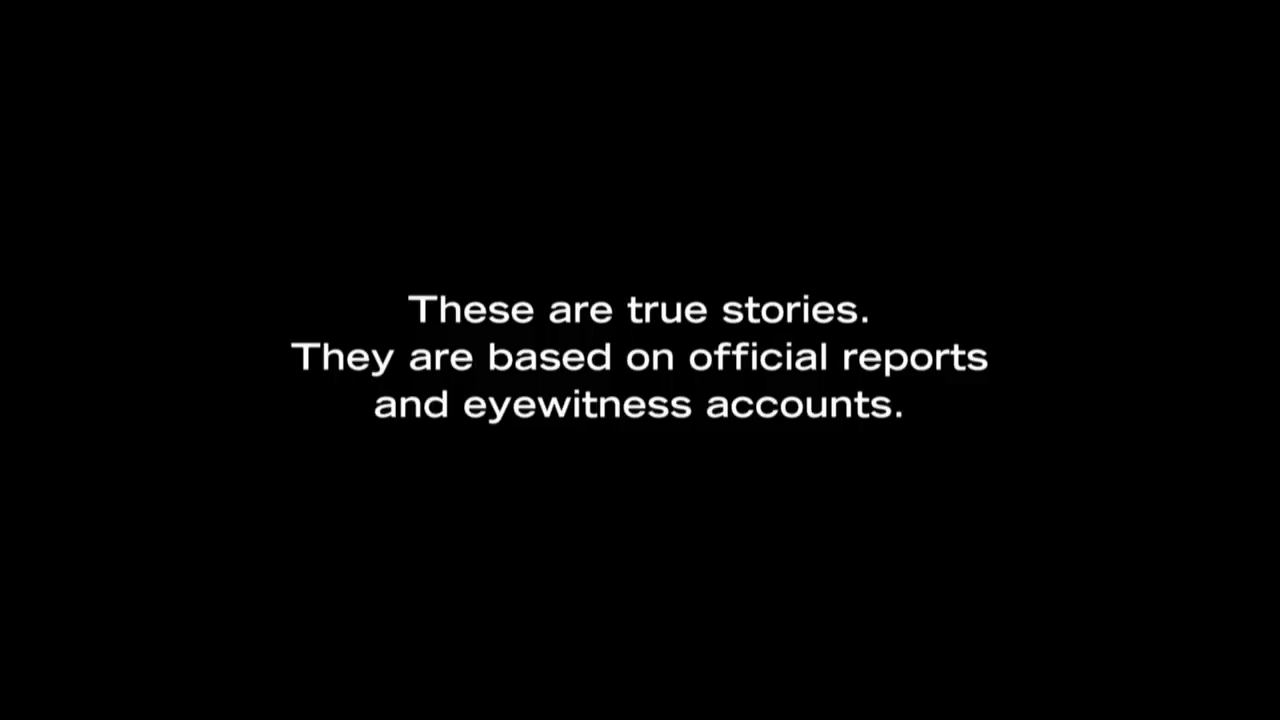 These are true stories.
They are based on official reports
and eyewitness accounts.